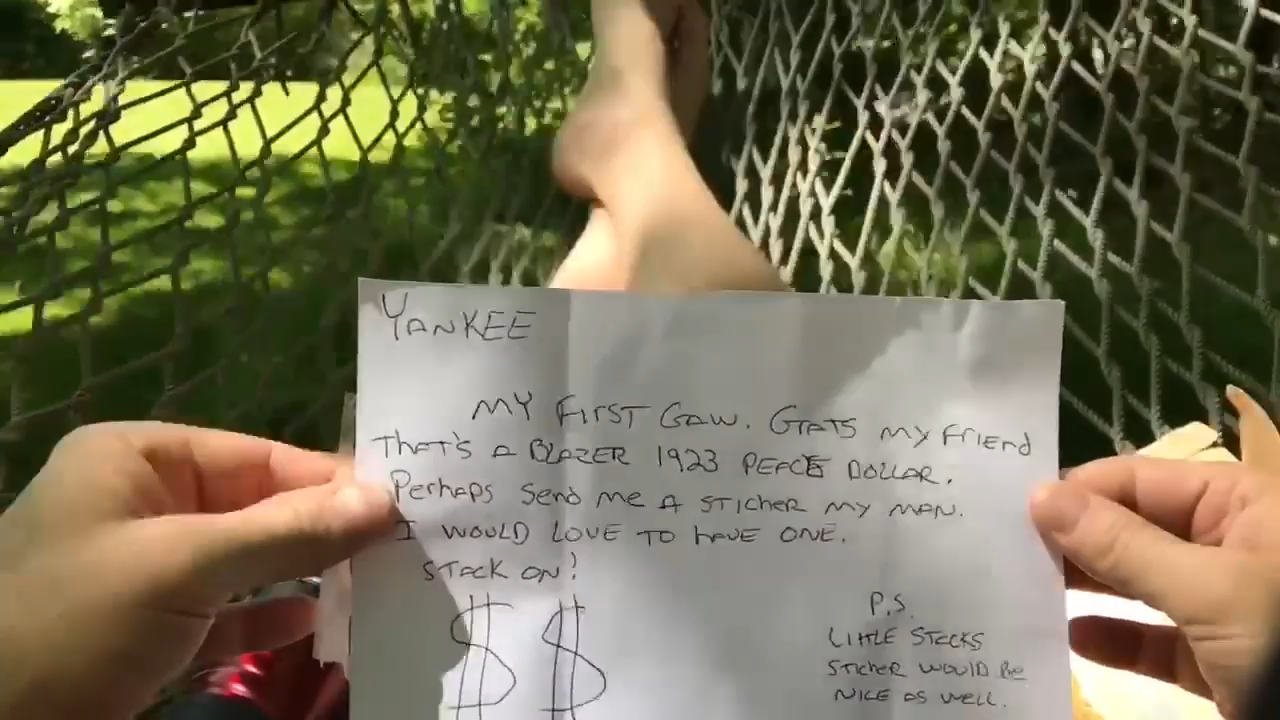 YANKEE
MY FIRST GAW. GRATS MY FRIEND
THAT'S A BLAZER 1923 PEACE DOLLAR.
PERHAPS SEND ME A STICKER MY MAN.
I WOULD LOVE TO HAVE ONE.
STACK ON!
$ $
P.S.
LITTLE STACKS
STICKER WOULD BE
NICE AS WELL.